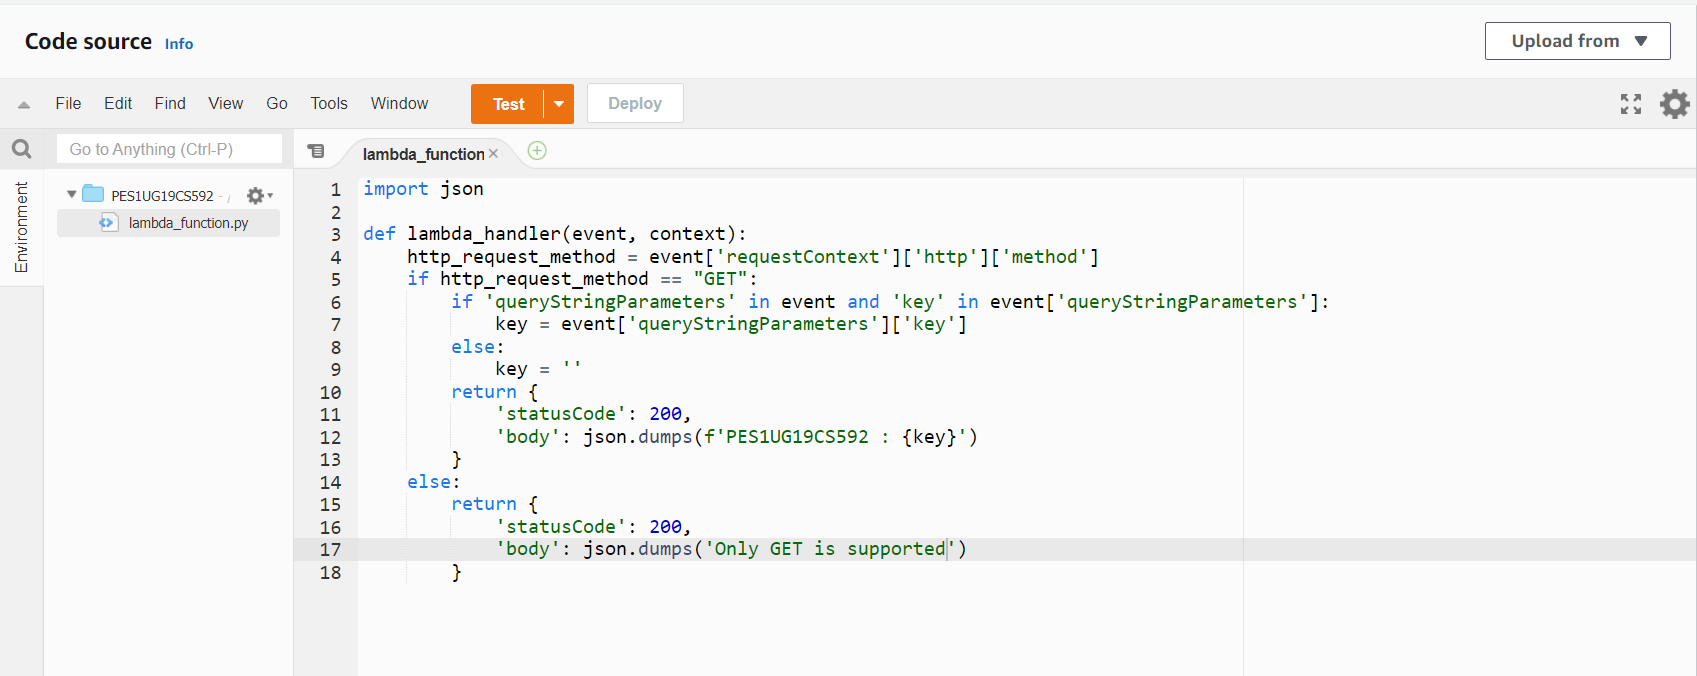 Code source Info
Upload from
File Edit Find View Go Tools Window Test Deploy
Go to Anything (Ctrl-P)
lambda_function
Environment
PES1UG19CS592 - /
lambda_function.py
1 import json
2
3 def lambda_handler(event, context):
4     http_request_method = event['requestContext']['http']['method']
5     if http_request_method == "GET":
6         if 'queryStringParameters' in event and 'key' in event['queryStringParameters']:
7             key = event['queryStringParameters']['key']
8         else:
9             key = ''
10         return {
11             'statusCode': 200,
12             'body': json.dumps(f'PES1UG19CS592 : {key}')
13         }
14     else:
15         return {
16             'statusCode': 200,
17             'body': json.dumps('Only GET is supported')
18         }